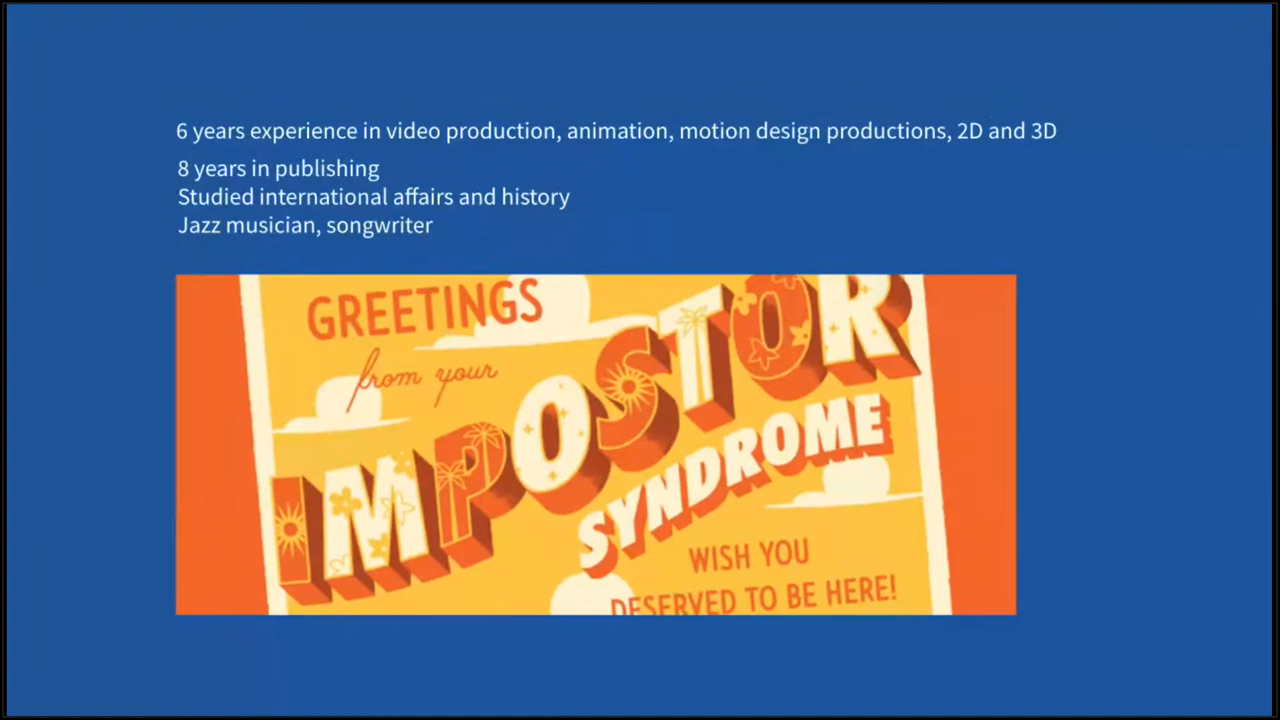 6 years experience in video production, animation, motion design productions, 2D and 3D
8 years in publishing
Studied international affairs and history
Jazz musician, songwriter
GREETINGS
from your
IMPOSTOR
SYNDROME
WISH YOU
DESERVED TO BE HERE!